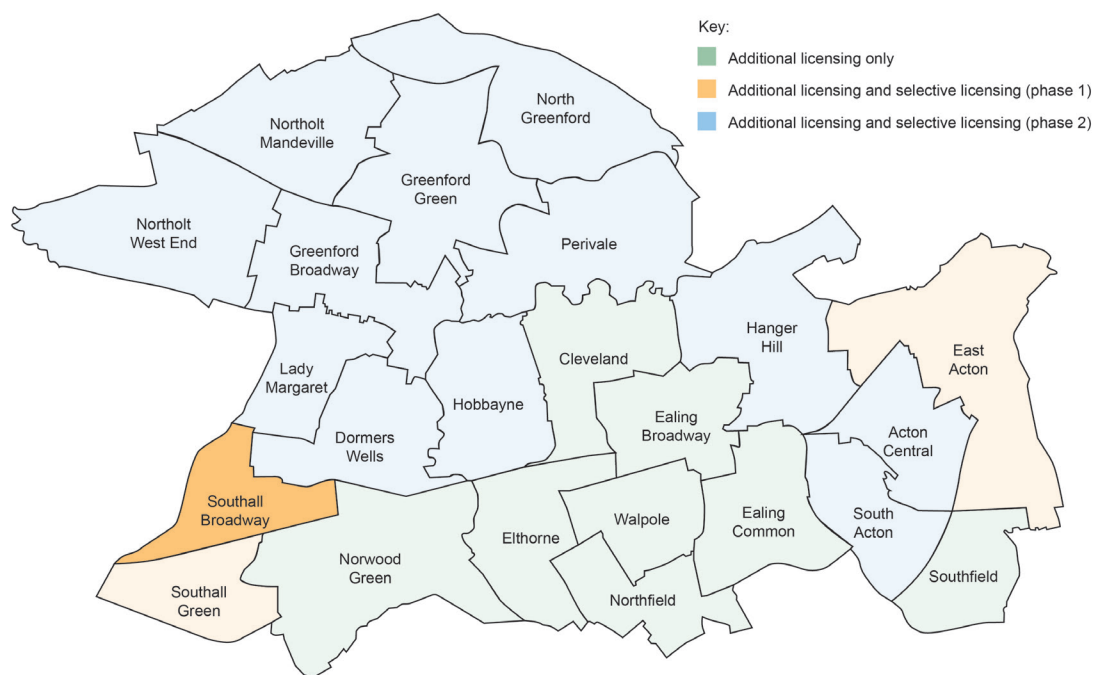 Key:
Additional licensing only
Additional licensing and selective licensing (phase 1)
Additional licensing and selective licensing (phase 2)
North
Greenford
Northolt
Mandeville
Greenford
Green
Northolt
West End
Greenford
Broadway
Perivale
Hanger
Hill
East
Acton
Cleveland
Lady
Margaret
Hobbayne
Ealing
Broadway
Dormers
Wells
Acton
Central
Southall
Broadway
Walpole
Ealing
Common
South
Acton
Elthorne
Norwood
Green
Southfield
Southall
Green
Northfield